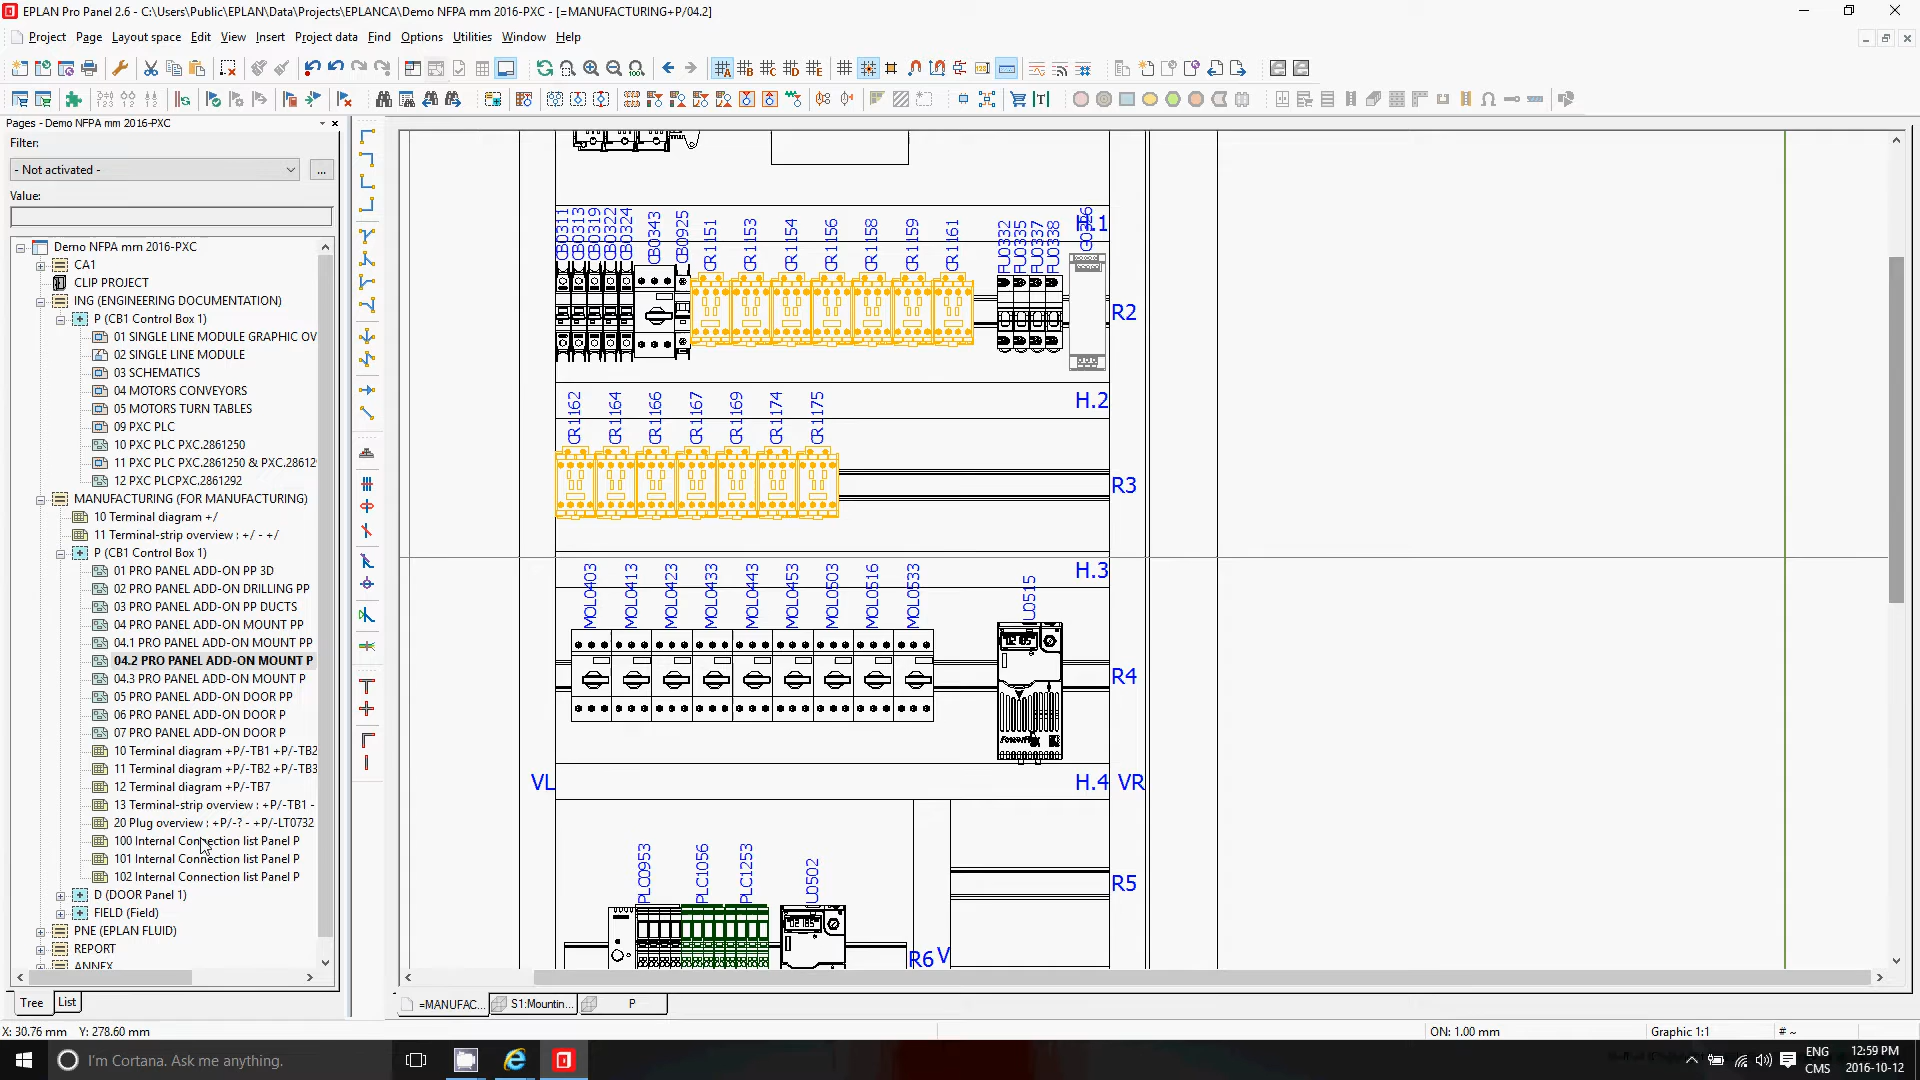 EPLAN Pro Panel 2.6 - C:\Users\Public\EPLAN\Data\Projects\EPLANCA\Demo NFPA mm 2016-PXC - [=MANUFACTURING+P/04.2]
Project Page Layout space Edit View Insert Project data Find Options Utilities Window Help
Pages - Demo NFPA mm 2016-PXC
Filter:
- Not activated -
...
Value:
Demo NFPA mm 2016-PXC
CA1
CLIP PROJECT
ING (ENGINEERING DOCUMENTATION)
P (CB1 Control Box 1)
01 SINGLE LINE MODULE GRAPHIC OV
02 SINGLE LINE MODULE
03 SCHEMATICS
04 MOTORS CONVEYORS
05 MOTORS TURN TABLES
09 PXC PLC
10 PXC PLC PXC.2861250
11 PXC PLC PXC.2861250 & PXC.28612
12 PXC PLCPXC.2861292
MANUFACTURING (FOR MANUFACTURING)
10 Terminal diagram +/
11 Terminal-strip overview : +/ - +/
P (CB1 Control Box 1)
01 PRO PANEL ADD-ON PP 3D
02 PRO PANEL ADD-ON DRILLING PP
03 PRO PANEL ADD-ON PP DUCTS
04 PRO PANEL ADD-ON MOUNT PP
04.1 PRO PANEL ADD-ON MOUNT PP
04.2 PRO PANEL ADD-ON MOUNT P
04.3 PRO PANEL ADD-ON MOUNT P
05 PRO PANEL ADD-ON DOOR PP
06 PRO PANEL ADD-ON DOOR P
07 PRO PANEL ADD-ON DOOR P
10 Terminal diagram +P/-TB1 +P/-TB2
11 Terminal diagram +P/-TB2 +P/-TB3
12 Terminal diagram +P/-TB7
13 Terminal-strip overview : +P/-TB1 -
20 Plug overview : +P/-? - +P/-LT0732
100 Internal Connection list Panel P
101 Internal Connection list Panel P
102 Internal Connection list Panel P
D (DOOR Panel 1)
FIELD (Field)
PNE (EPLAN FLUID)
REPORT
ANNEX
Tree List
CB0311 CB0313 CB0319 CB0322 CB0324 CB0343 CB0925 CR1151 CR1153 CR1154 CR1156 CR1158 CR1159 CR1161 FU0332 FU0335 FU0337 FU0338 H.1
R2
CR1162 CR1164 CR1166 CR1167 CR1169 CR1174 CR1175 H.2
R3
MOL0403 MOL0413 MOL0423 MOL0433 MOL0443 MOL0453 MOL0503 MOL0516 MOL0533 L0515 H.3
R4
PowerFlex
VL H.4 VR
PLC0953 PLC1056 PLC1253 L0502
R5
R6 V
=MANUFAC... S1:Mountin... P
X: 30.76 mm Y: 278.60 mm ON: 1.00 mm Graphic 1:1 # ~
I'm Cortana. Ask me anything.
ENG
CMS
12:59 PM
2016-10-12